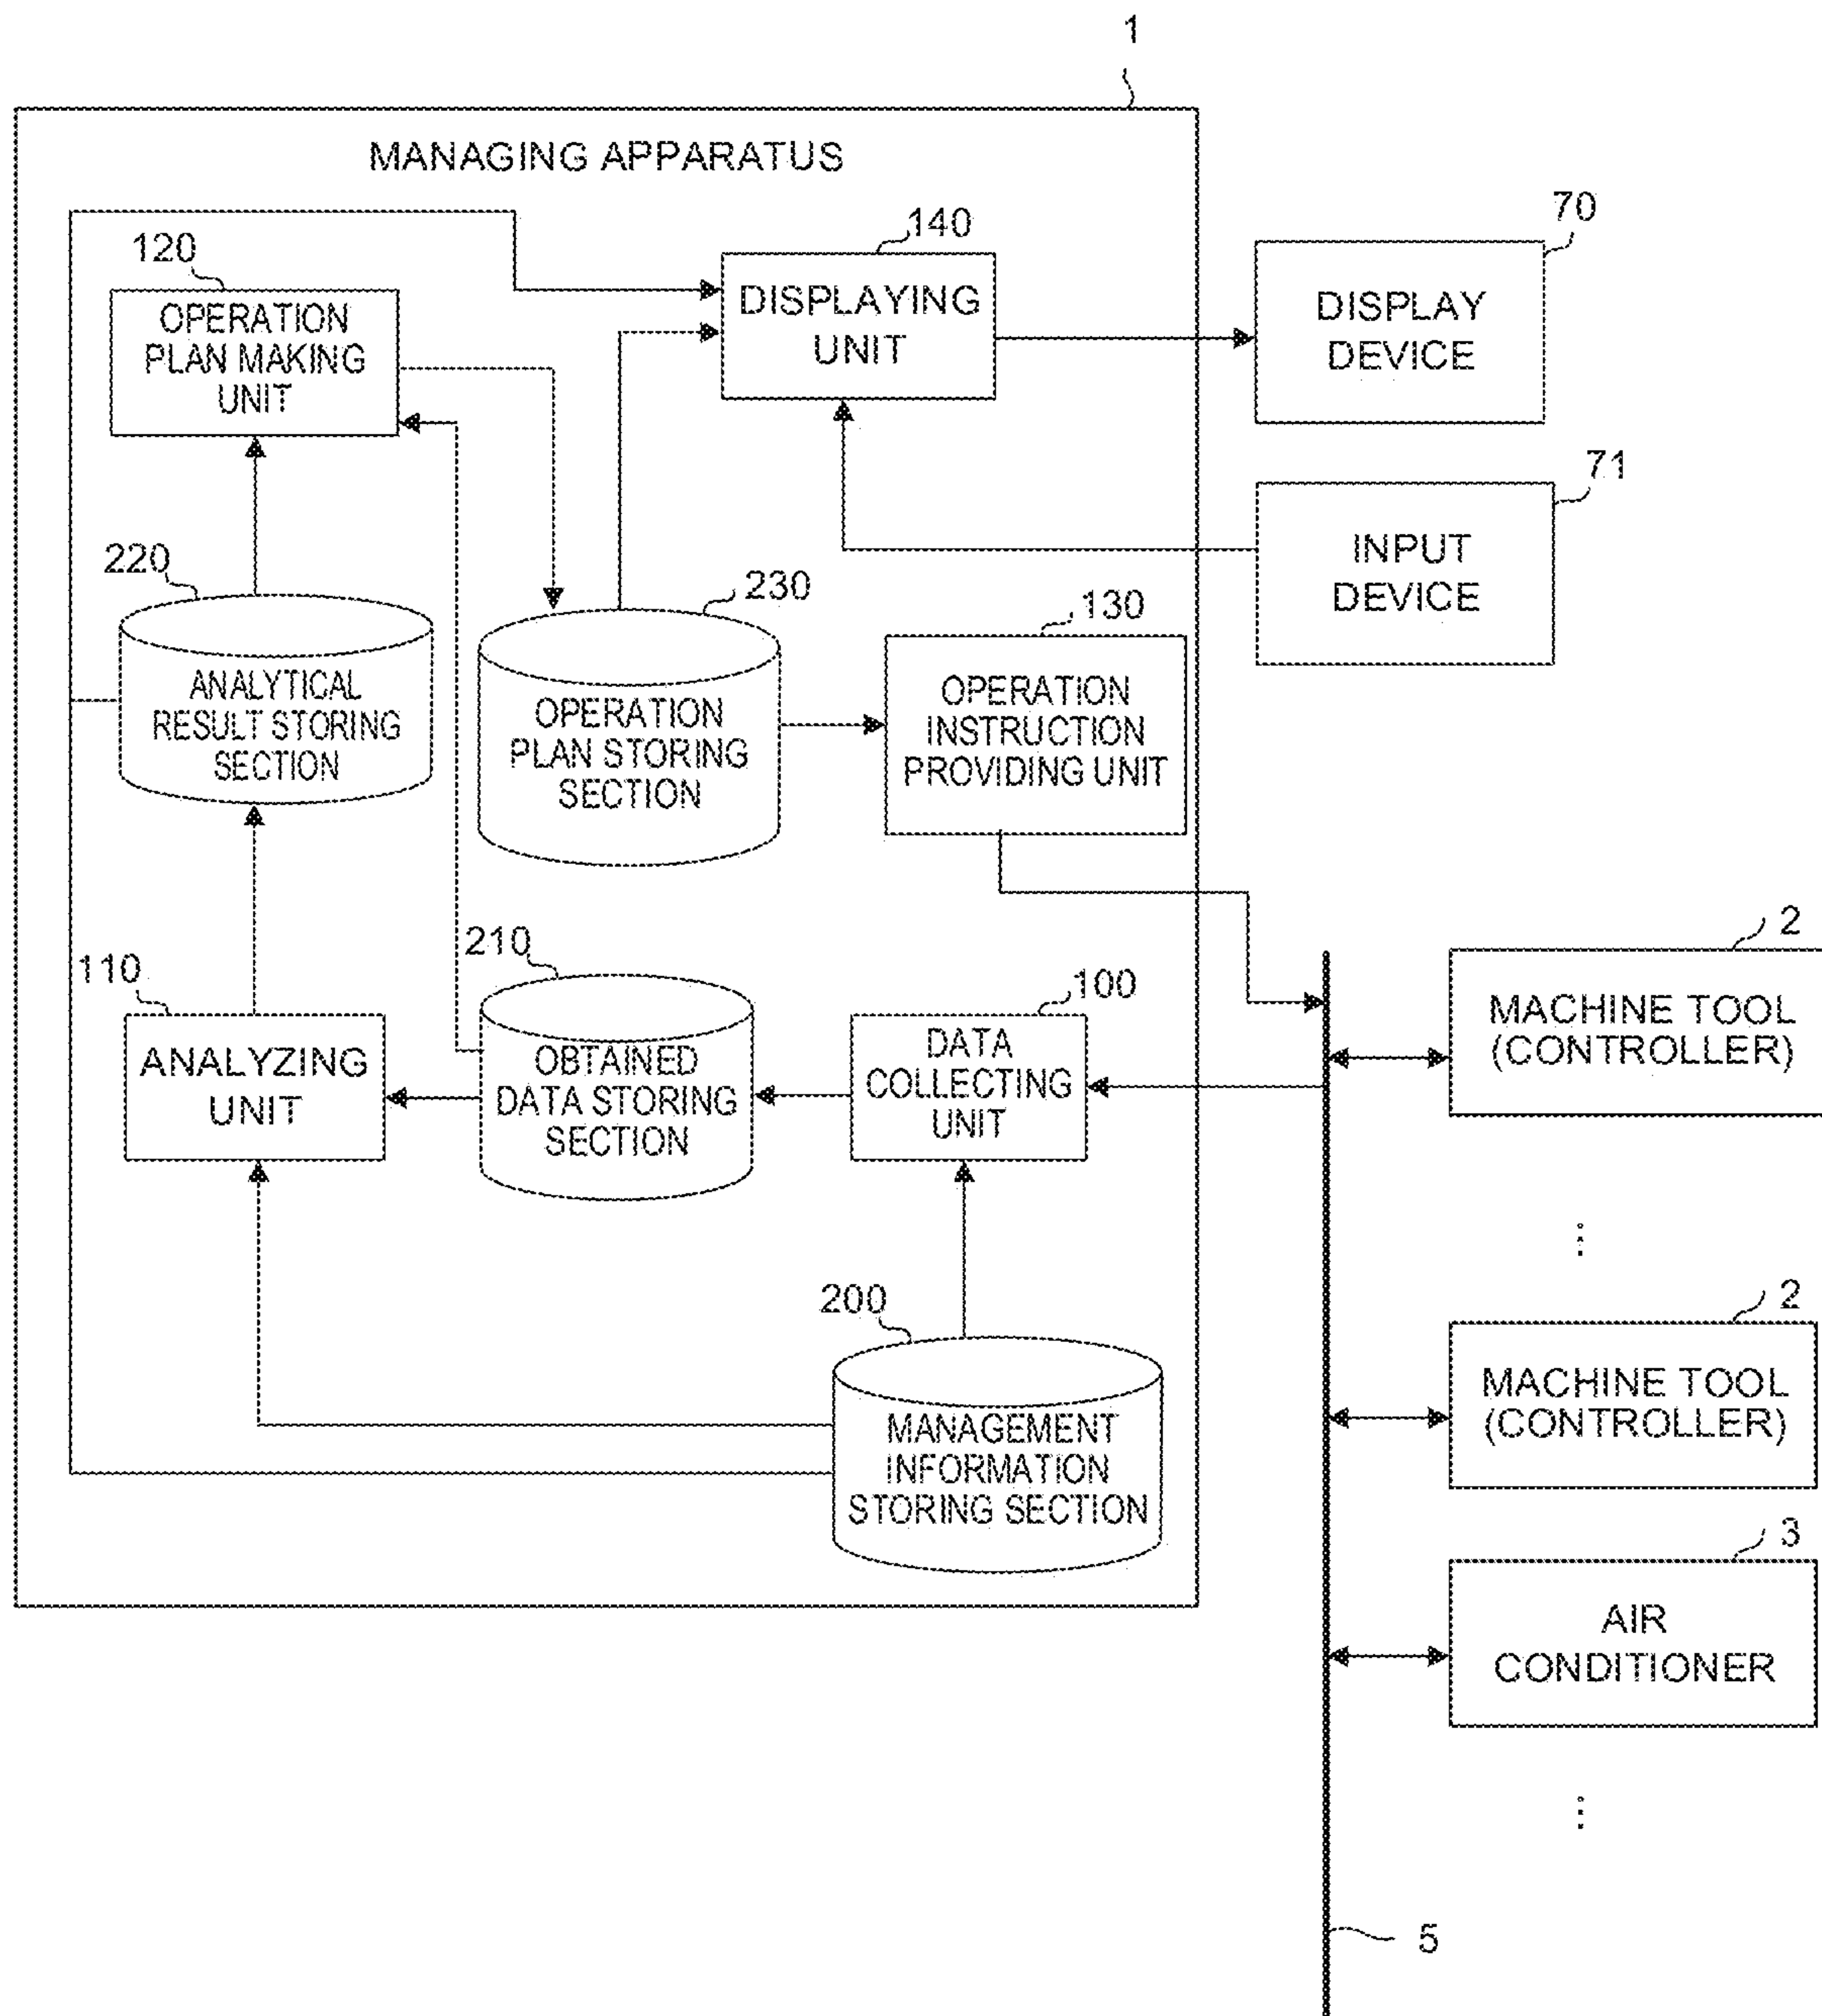 1
MANAGING APPARATUS
120
OPERATION
PLAN MAKING
UNIT
140
DISPLAYING
UNIT
70
DISPLAY
DEVICE
71
INPUT
DEVICE
220
ANALYTICAL
RESULT STORING
SECTION
230
OPERATION
PLAN STORING
SECTION
130
OPERATION
INSTRUCTION
PROVIDING UNIT
110
ANALYZING
UNIT
210
OBTAINED
DATA STORING
SECTION
100
DATA
COLLECTING
UNIT
2
MACHINE TOOL
(CONTROLLER)
⋮
200
MANAGEMENT
INFORMATION
STORING SECTION
2
MACHINE TOOL
(CONTROLLER)
3
AIR
CONDITIONER
⋮
5